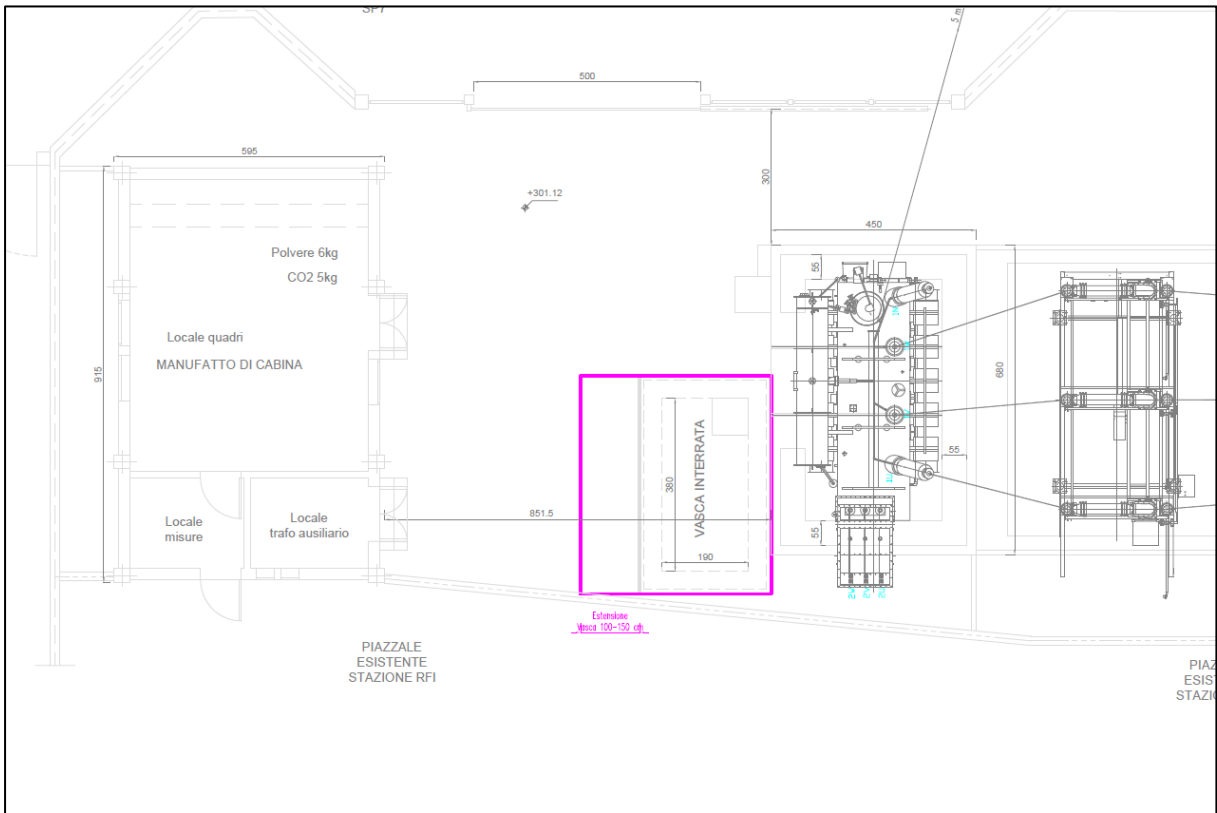 SP7
5 m
500
595
+301.12
300
450
Polvere 6kg
CO2 5kg
55
Locale quadri
MANUFATTO DI CABINA
915
680
VASCA INTERRATA
380
55
851.5
190
55
Locale
misure
Locale
trafo ausiliario
Estensione
Vasca 100-150 cm
PIAZZALE
ESISTENTE
STAZIONE RFI
PIAZ
ESIST
STAZIO